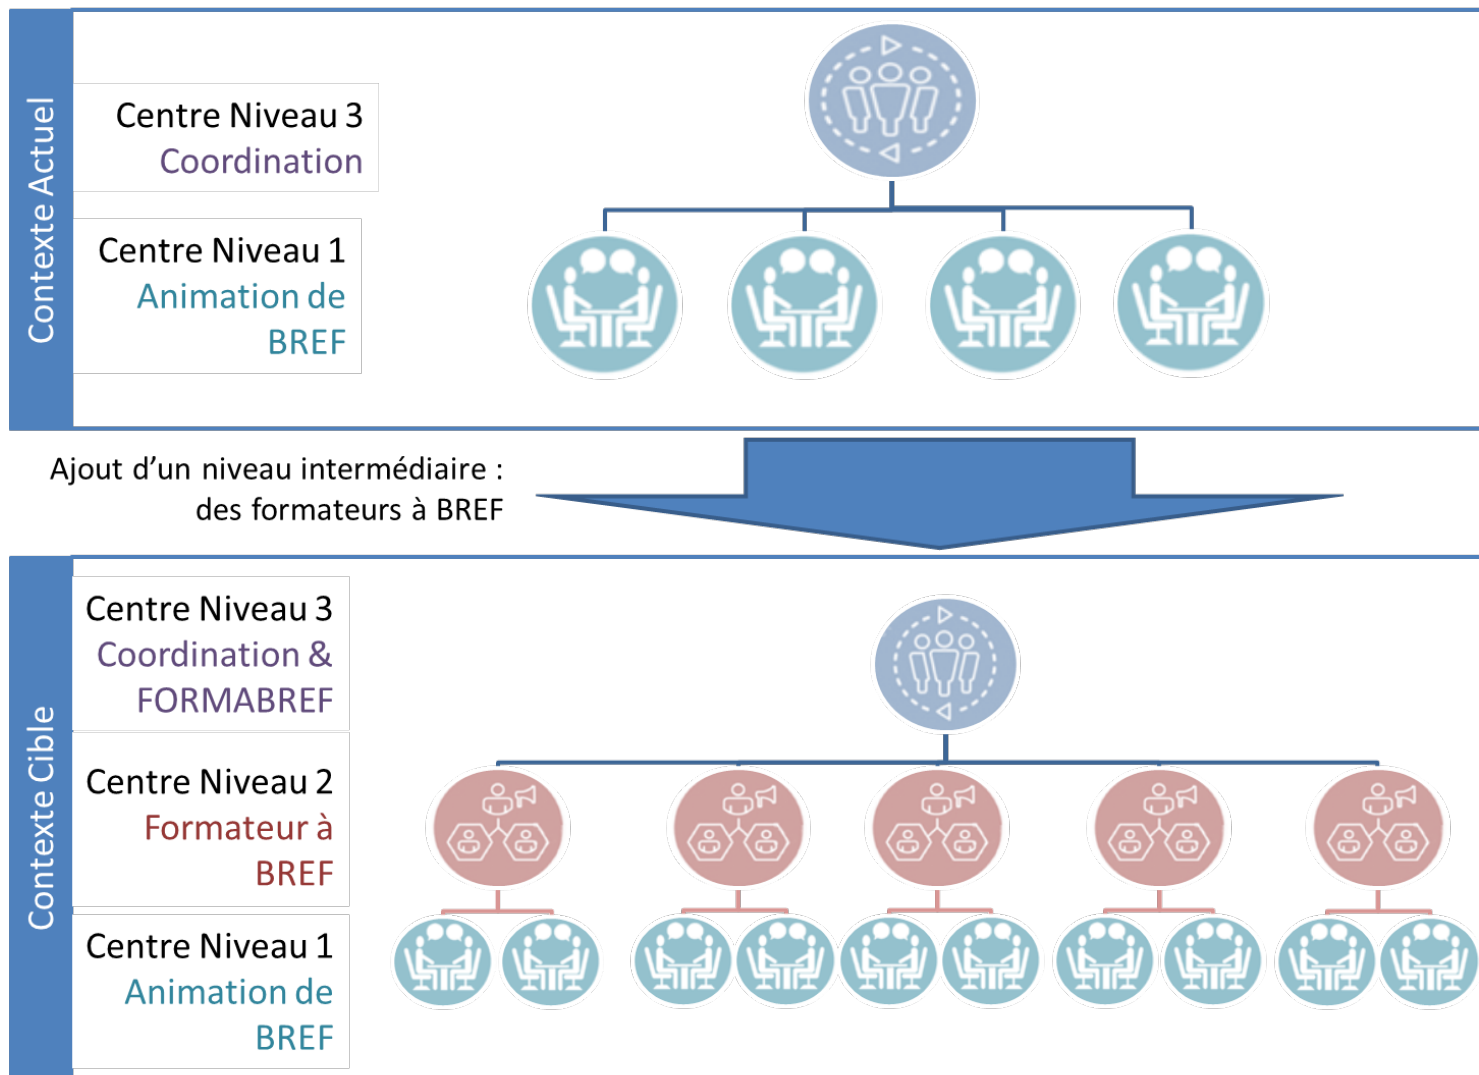 Contexte Actuel
Centre Niveau 3
Coordination
Centre Niveau 1
Animation de
BREF
Ajout d’un niveau intermédiaire :
des formateurs à BREF
Contexte Cible
Centre Niveau 3
Coordination &
FORMABREF
Centre Niveau 2
Formateur à
BREF
Centre Niveau 1
Animation de
BREF